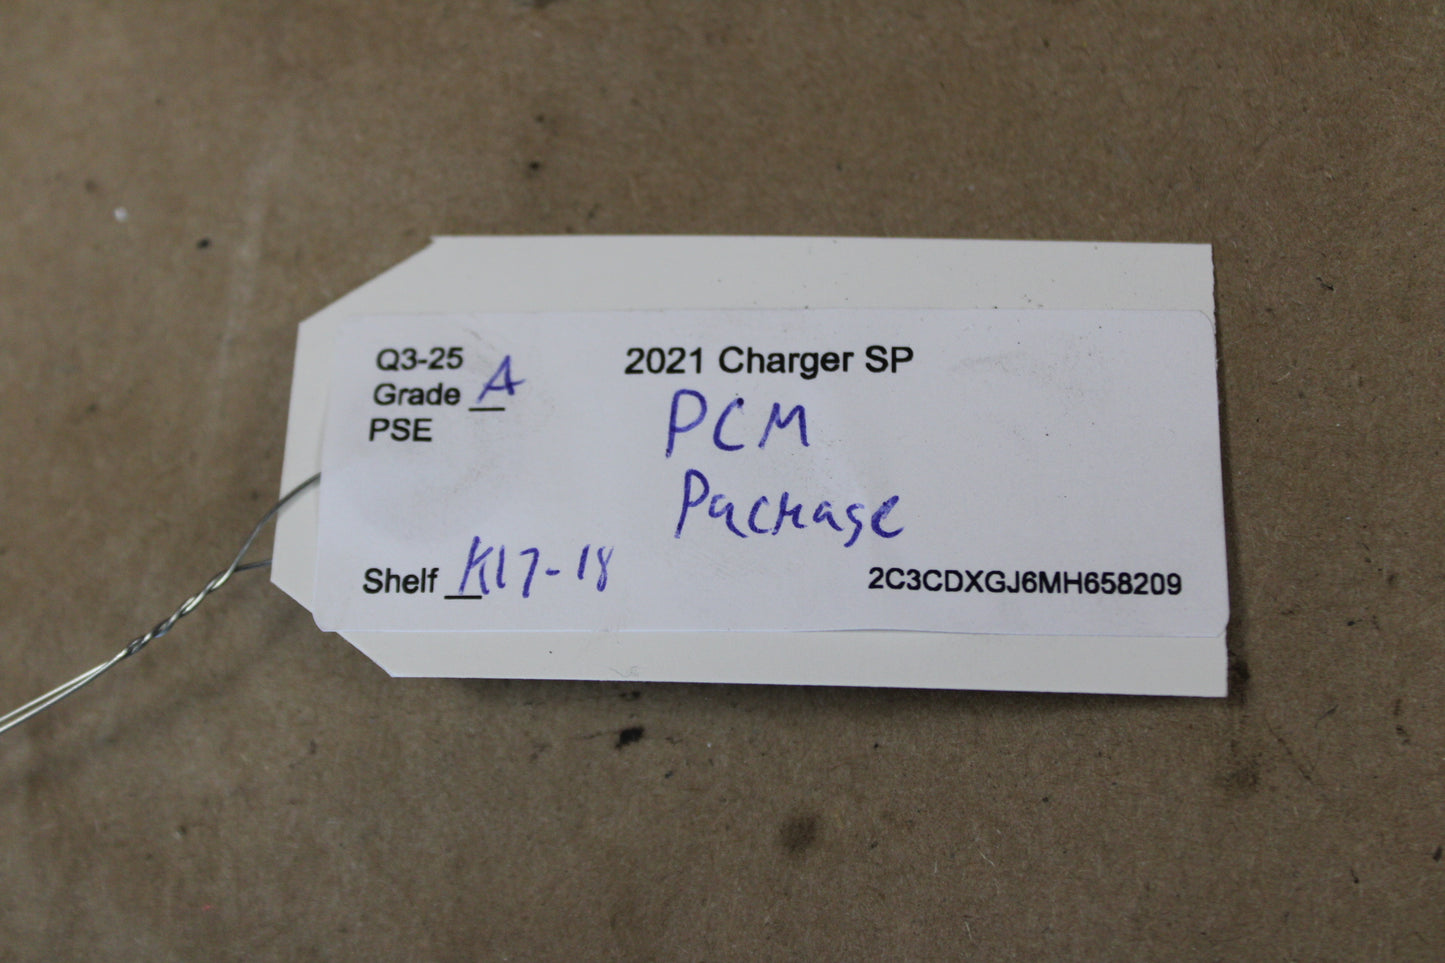 Q3-25
Grade A
PSE
2021 Charger SP
PCM
Package
Shelf K17-18
2C3CDXGJ6MH658209